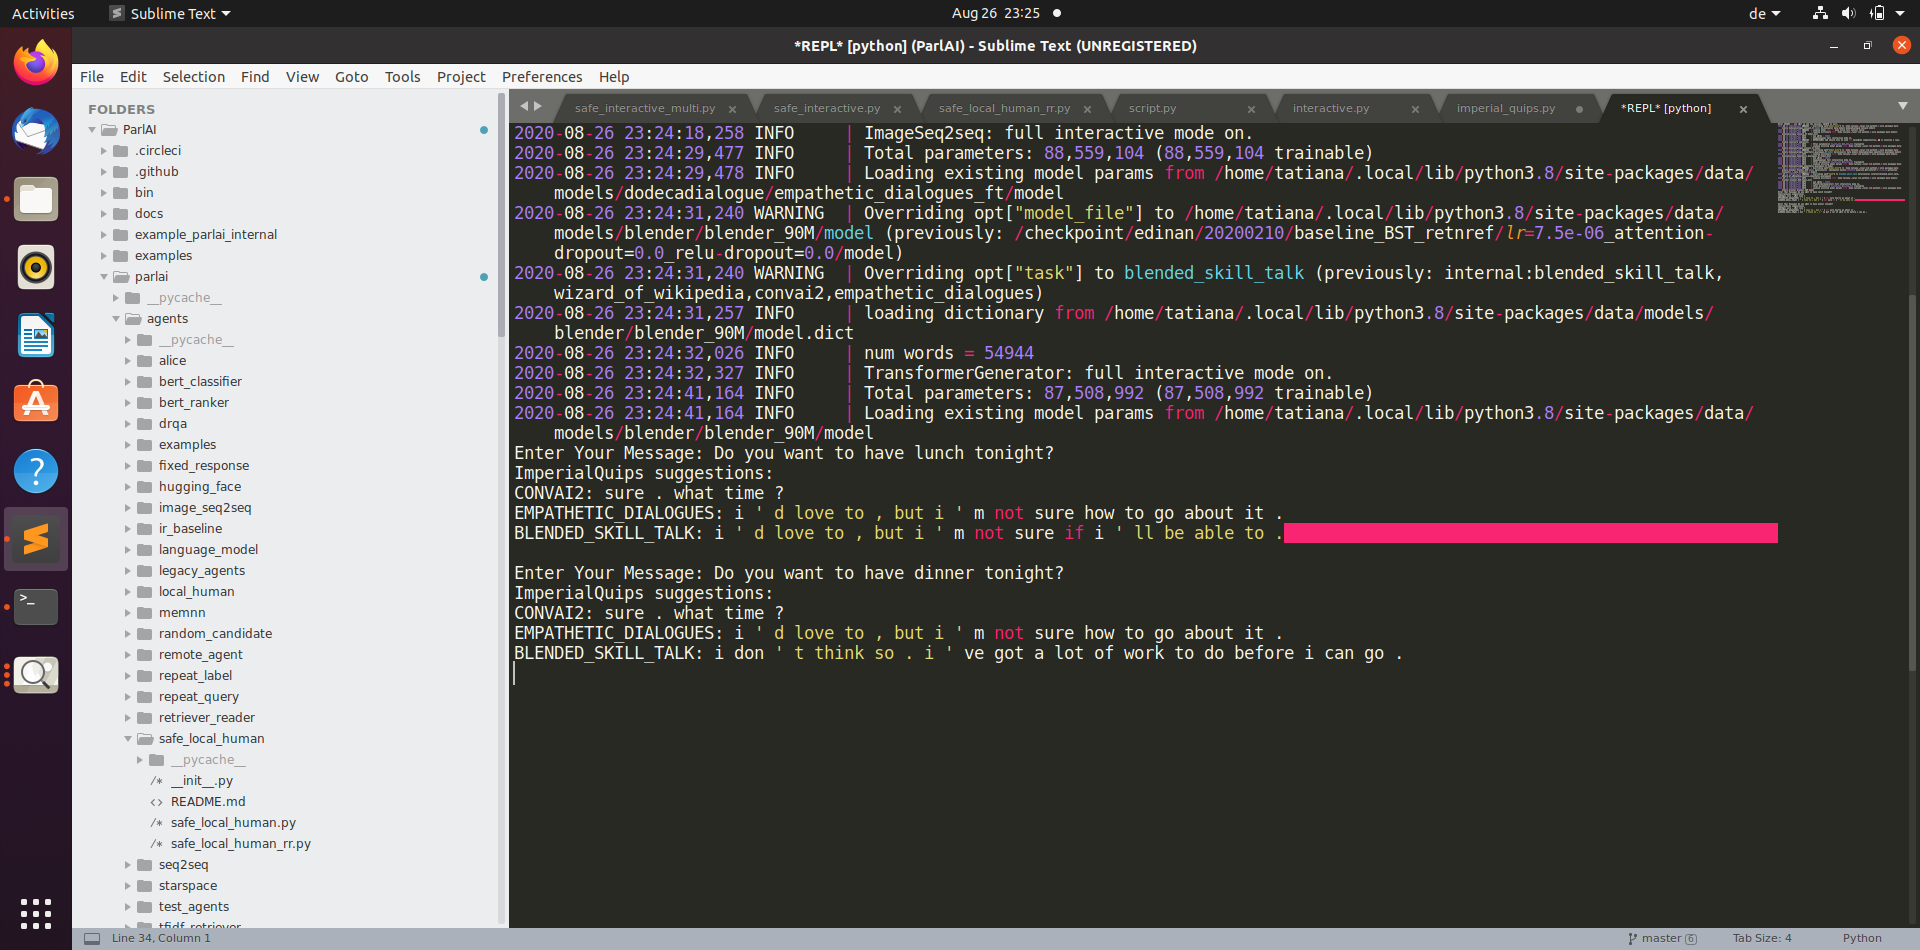 Activities
Sublime Text
Aug 26 23:25
de
*REPL* [python] (ParlAI) - Sublime Text (UNREGISTERED)
File Edit Selection Find View Goto Tools Project Preferences Help
FOLDERS
ParlAI
.circleci
.github
bin
docs
example_parlai_internal
examples
parlai
__pycache__
agents
__pycache__
alice
bert_classifier
bert_ranker
drqa
examples
fixed_response
hugging_face
image_seq2seq
ir_baseline
language_model
legacy_agents
local_human
memnn
random_candidate
remote_agent
repeat_label
repeat_query
retriever_reader
safe_local_human
__pycache__
/* __init__.py
<> README.md
/* safe_local_human.py
/* safe_local_human_rr.py
seq2seq
starspace
test_agents
tfidf_retriever
safe_interactive_multi.py × safe_interactive.py × safe_local_human_rr.py × script.py × interactive.py × imperial_quips.py *REPL* [python] ×
2020-08-26 23:24:18,258 INFO     | ImageSeq2seq: full interactive mode on.
2020-08-26 23:24:29,477 INFO     | Total parameters: 88,559,104 (88,559,104 trainable)
2020-08-26 23:24:29,478 INFO     | Loading existing model params from /home/tatiana/.local/lib/python3.8/site-packages/data/
models/dodecadialogue/empathetic_dialogues_ft/model
2020-08-26 23:24:31,240 WARNING  | Overriding opt["model_file"] to /home/tatiana/.local/lib/python3.8/site-packages/data/
models/blender/blender_90M/model (previously: /checkpoint/edinan/20200210/baseline_BST_retnref/lr=7.5e-06_attention-
dropout=0.0_relu-dropout=0.0/model)
2020-08-26 23:24:31,240 WARNING  | Overriding opt["task"] to blended_skill_talk (previously: internal:blended_skill_talk,
wizard_of_wikipedia,convai2,empathetic_dialogues)
2020-08-26 23:24:31,257 INFO     | loading dictionary from /home/tatiana/.local/lib/python3.8/site-packages/data/models/
blender/blender_90M/model.dict
2020-08-26 23:24:32,026 INFO     | num words = 54944
2020-08-26 23:24:32,327 INFO     | TransformerGenerator: full interactive mode on.
2020-08-26 23:24:41,164 INFO     | Total parameters: 87,508,992 (87,508,992 trainable)
2020-08-26 23:24:41,164 INFO     | Loading existing model params from /home/tatiana/.local/lib/python3.8/site-packages/data/
models/blender/blender_90M/model
Enter Your Message: Do you want to have lunch tonight?
ImperialQuips suggestions:
CONVAI2: sure . what time ?
EMPATHETIC_DIALOGUES: i ' d love to , but i ' m not sure how to go about it .
BLENDED_SKILL_TALK: i ' d love to , but i ' m not sure if i ' ll be able to .
Enter Your Message: Do you want to have dinner tonight?
ImperialQuips suggestions:
CONVAI2: sure . what time ?
EMPATHETIC_DIALOGUES: i ' d love to , but i ' m not sure how to go about it .
BLENDED_SKILL_TALK: i don ' t think so . i ' ve got a lot of work to do before i can go .
Line 34, Column 1
master 6
Tab Size: 4
Python